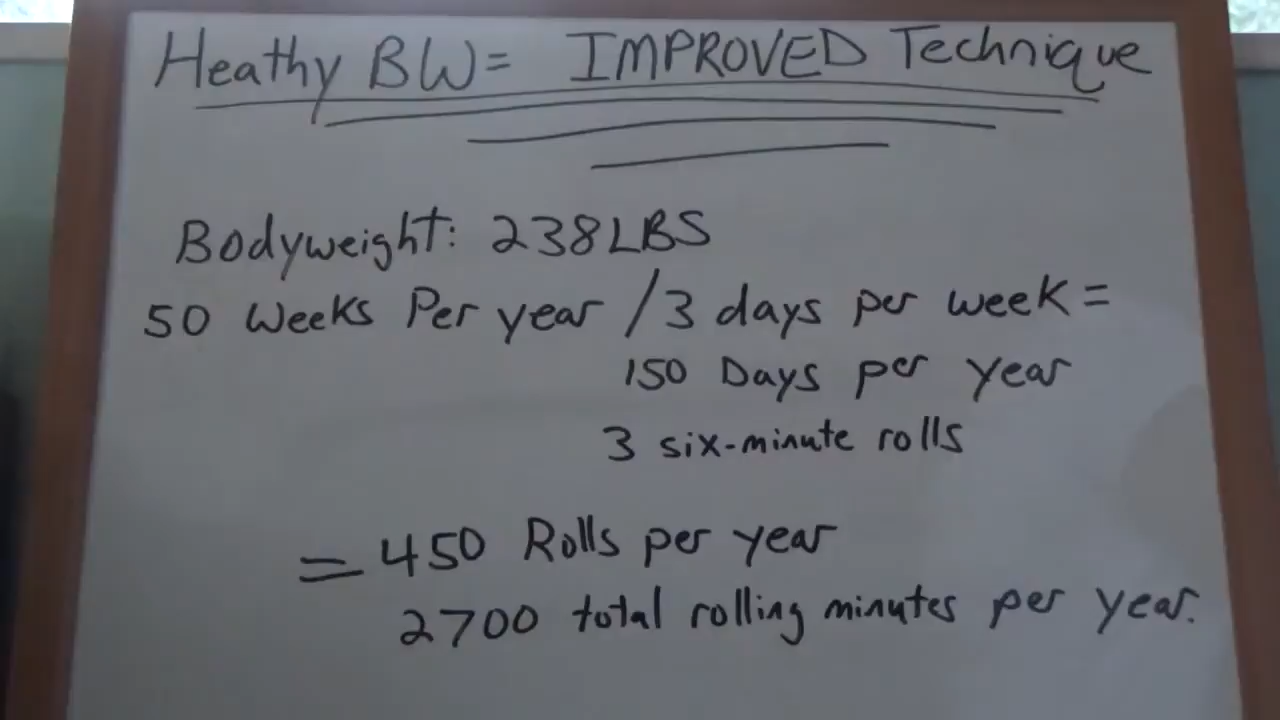 Heathy BW= IMPROVED Technique
Bodyweight: 238LBS
50 Weeks Per year /3 days per week=
150 Days per year
3 six-minute rolls
=450 Rolls per year
2700 total rolling minutes per year.